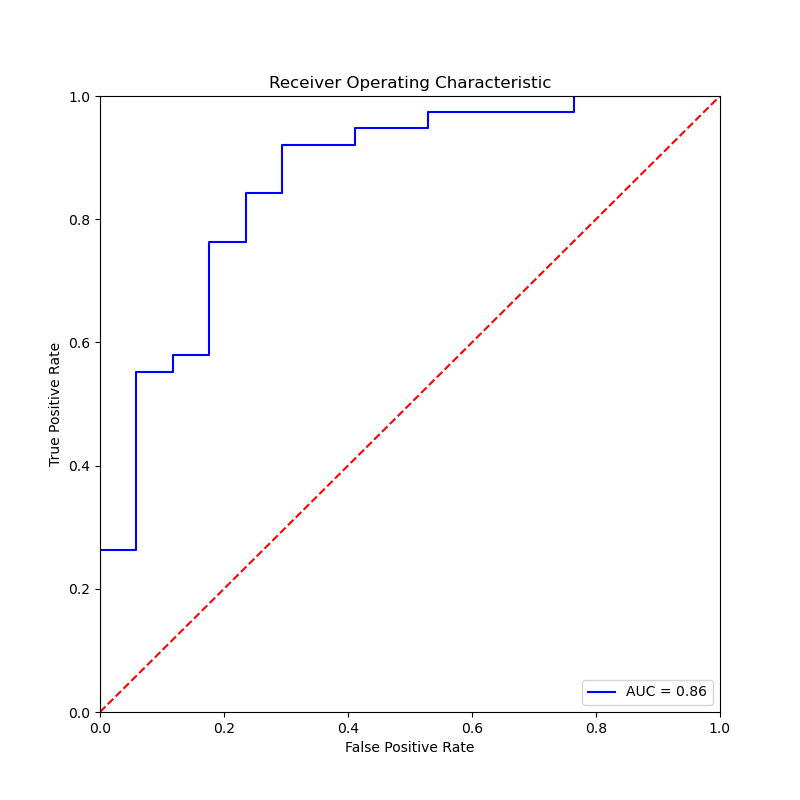 Receiver Operating Characteristic
1.0
0.8
0.6
0.4
0.2
0.0
True Positive Rate
AUC = 0.86
0.0 0.2 0.4 0.6 0.8 1.0
False Positive Rate